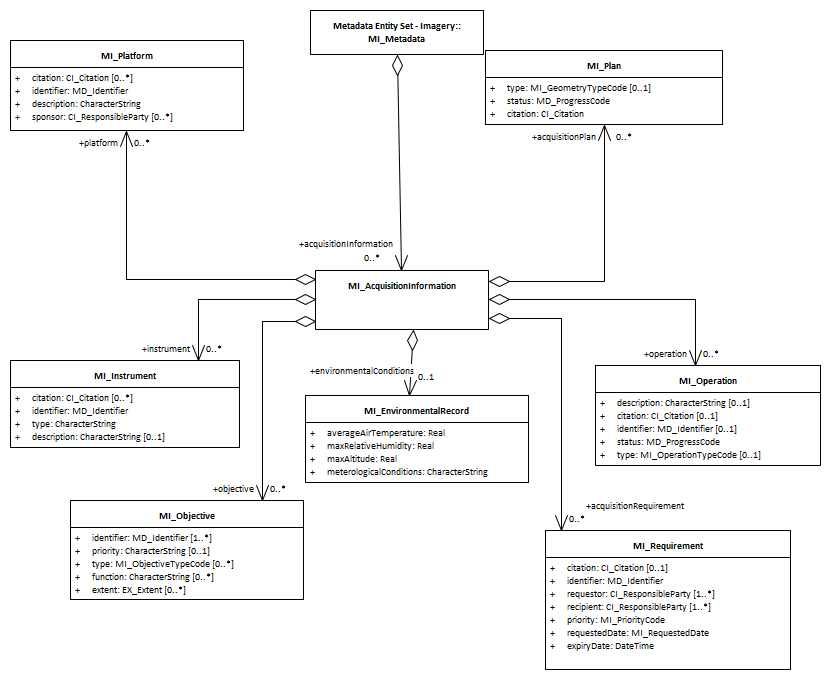 Metadata Entity Set - Imagery::
MI_Metadata
MI_Platform
+ citation: CI_Citation [0..*]
+ identifier: MD_Identifier
+ description: CharacterString
+ sponsor: CI_ResponsibleParty [0..*]
MI_Plan
+ type: MI_GeometryTypeCode [0..1]
+ status: MD_ProgressCode
+ citation: CI_Citation
+platform 0..*
+acquisitionPlan 0..*
+acquisitionInformation
0..*
MI_AcquisitionInformation
+instrument 0..*
+operation 0..*
+environmentalConditions
0..1
MI_Instrument
+ citation: CI_Citation [0..*]
+ identifier: MD_Identifier
+ type: CharacterString
+ description: CharacterString [0..1]
MI_Operation
+ description: CharacterString [0..1]
+ citation: CI_Citation [0..1]
+ identifier: MD_Identifier [0..1]
+ status: MD_ProgressCode
+ type: MI_OperationTypeCode [0..1]
MI_EnvironmentalRecord
+ averageAirTemperature: Real
+ maxRelativeHumidity: Real
+ maxAltitude: Real
+ meterologicalConditions: CharacterString
+objective 0..*
+acquisitionRequirement
0..*
MI_Objective
+ identifier: MD_Identifier [1..*]
+ priority: CharacterString [0..1]
+ type: MI_ObjectiveTypeCode [0..*]
+ function: CharacterString [0..*]
+ extent: EX_Extent [0..*]
MI_Requirement
+ citation: CI_Citation [0..1]
+ identifier: MD_Identifier
+ requestor: CI_ResponsibleParty [1..*]
+ recipient: CI_ResponsibleParty [1..*]
+ priority: MI_PriorityCode
+ requestedDate: MI_RequestedDate
+ expiryDate: DateTime